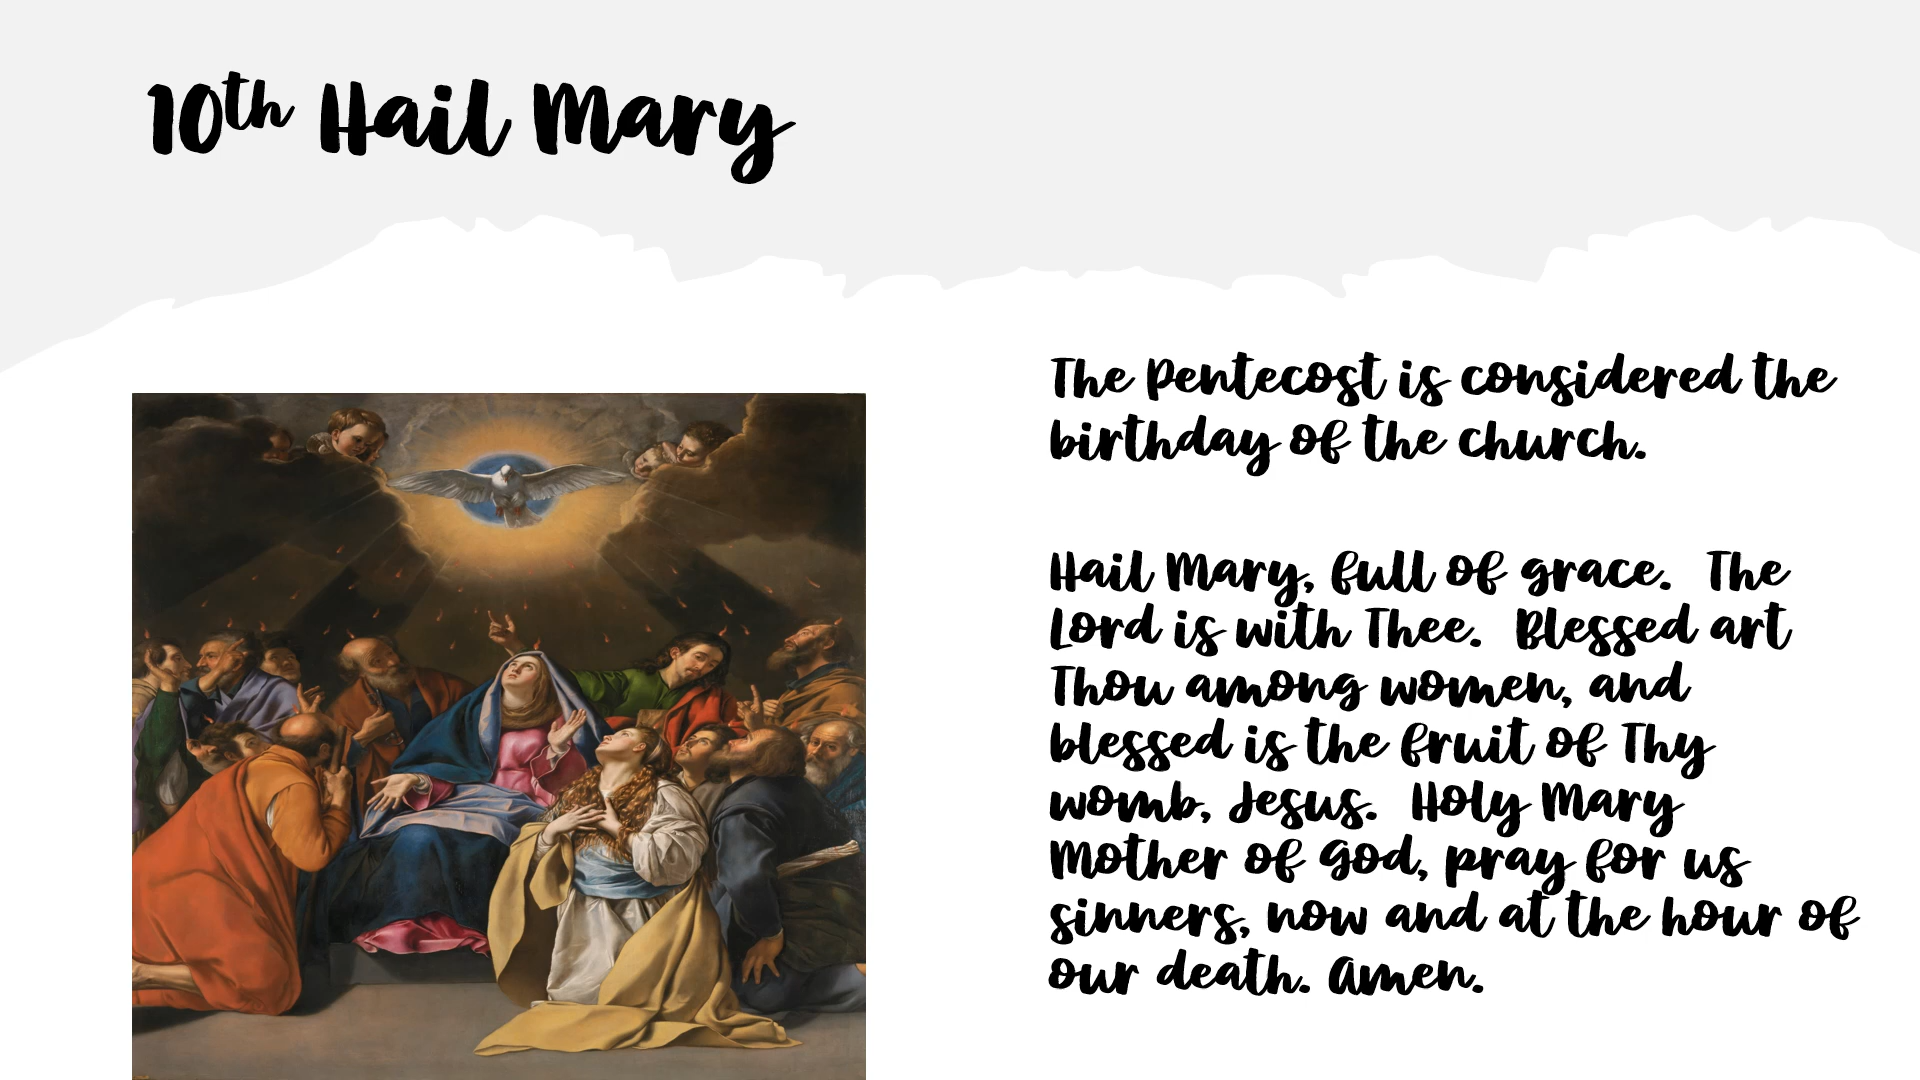 10th Hail Mary
The Pentecost is considered the
birthday of the church.
Hail Mary, full of grace.  The
Lord is with Thee.  Blessed art
Thou among women, and
blessed is the fruit of Thy
womb, Jesus.  Holy Mary
Mother of God, pray for us
sinners, now and at the hour of
our death. Amen.